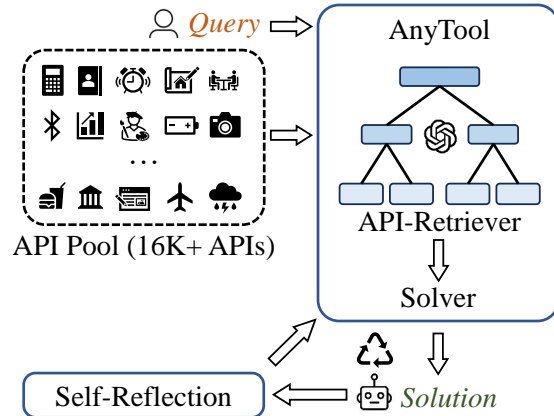 Query
AnyTool
...
API Pool (16K+ APIs)
API-Retriever
Solver
Self-Reflection
Solution